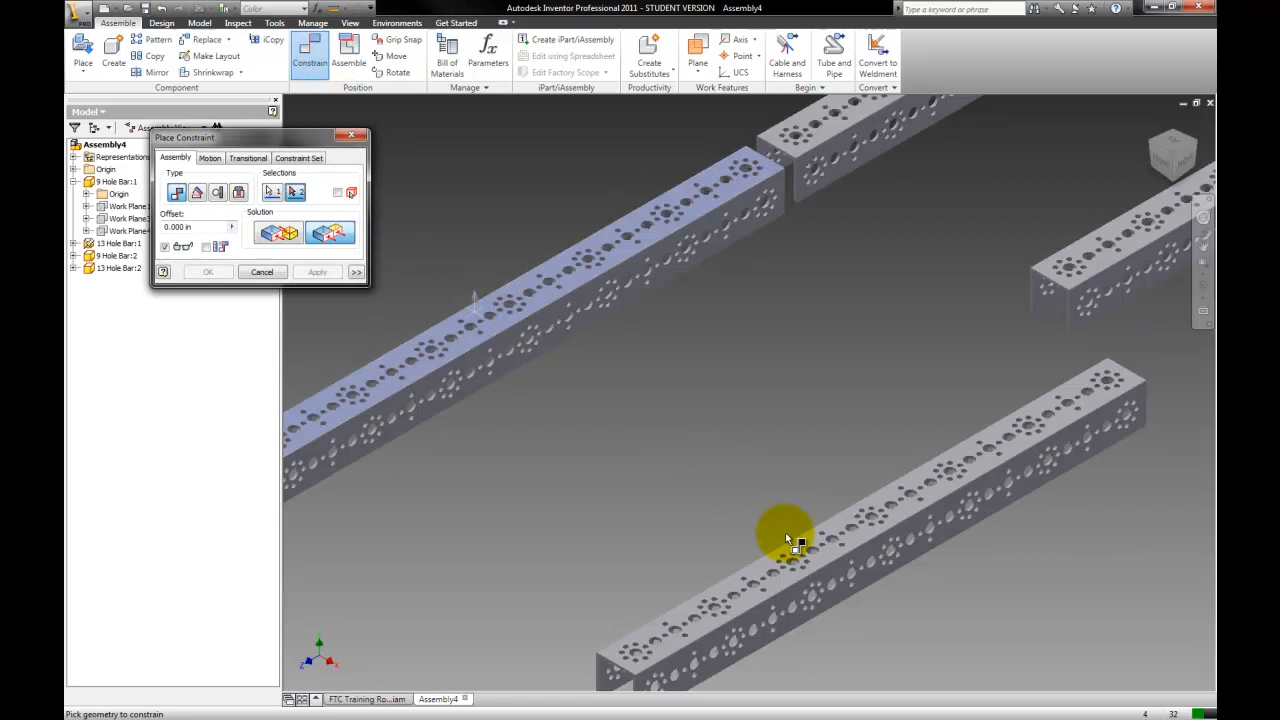 Color
Autodesk Inventor Professional 2011 - STUDENT VERSION Assembly4
Type a keyword or phrase
PRO
Assemble Design Model Inspect Tools Manage View Environments Get Started
Place
Create
Pattern
Copy
Mirror
Replace
Make Layout
Shrinkwrap
iCopy
Component
Constrain
Assemble
Grip Snap
Move
Rotate
Position
Bill of
Materials
Parameters
Manage
Create iPart/iAssembly
Edit using Spreadsheet
Edit Factory Scope
iPart/iAssembly
Create
Substitutes
Productivity
Plane
Axis
Point
UCS
Work Features
Cable and
Harness
Tube and
Pipe
Begin
Convert to
Weldment
Convert
Model
Assembly4
Representations
Origin
9 Hole Bar:1
Origin
Work Plane
Work Plane
Work Plane
13 Hole Bar:1
9 Hole Bar:2
13 Hole Bar:2
Place Constraint
Assembly Motion Transitional Constraint Set
Type
Selections
1
2
Offset:
0.000 in
Solution
OK Cancel Apply >>
Z
X
FTC Training Ro...iam Assembly4
Pick geometry to constrain
4 32